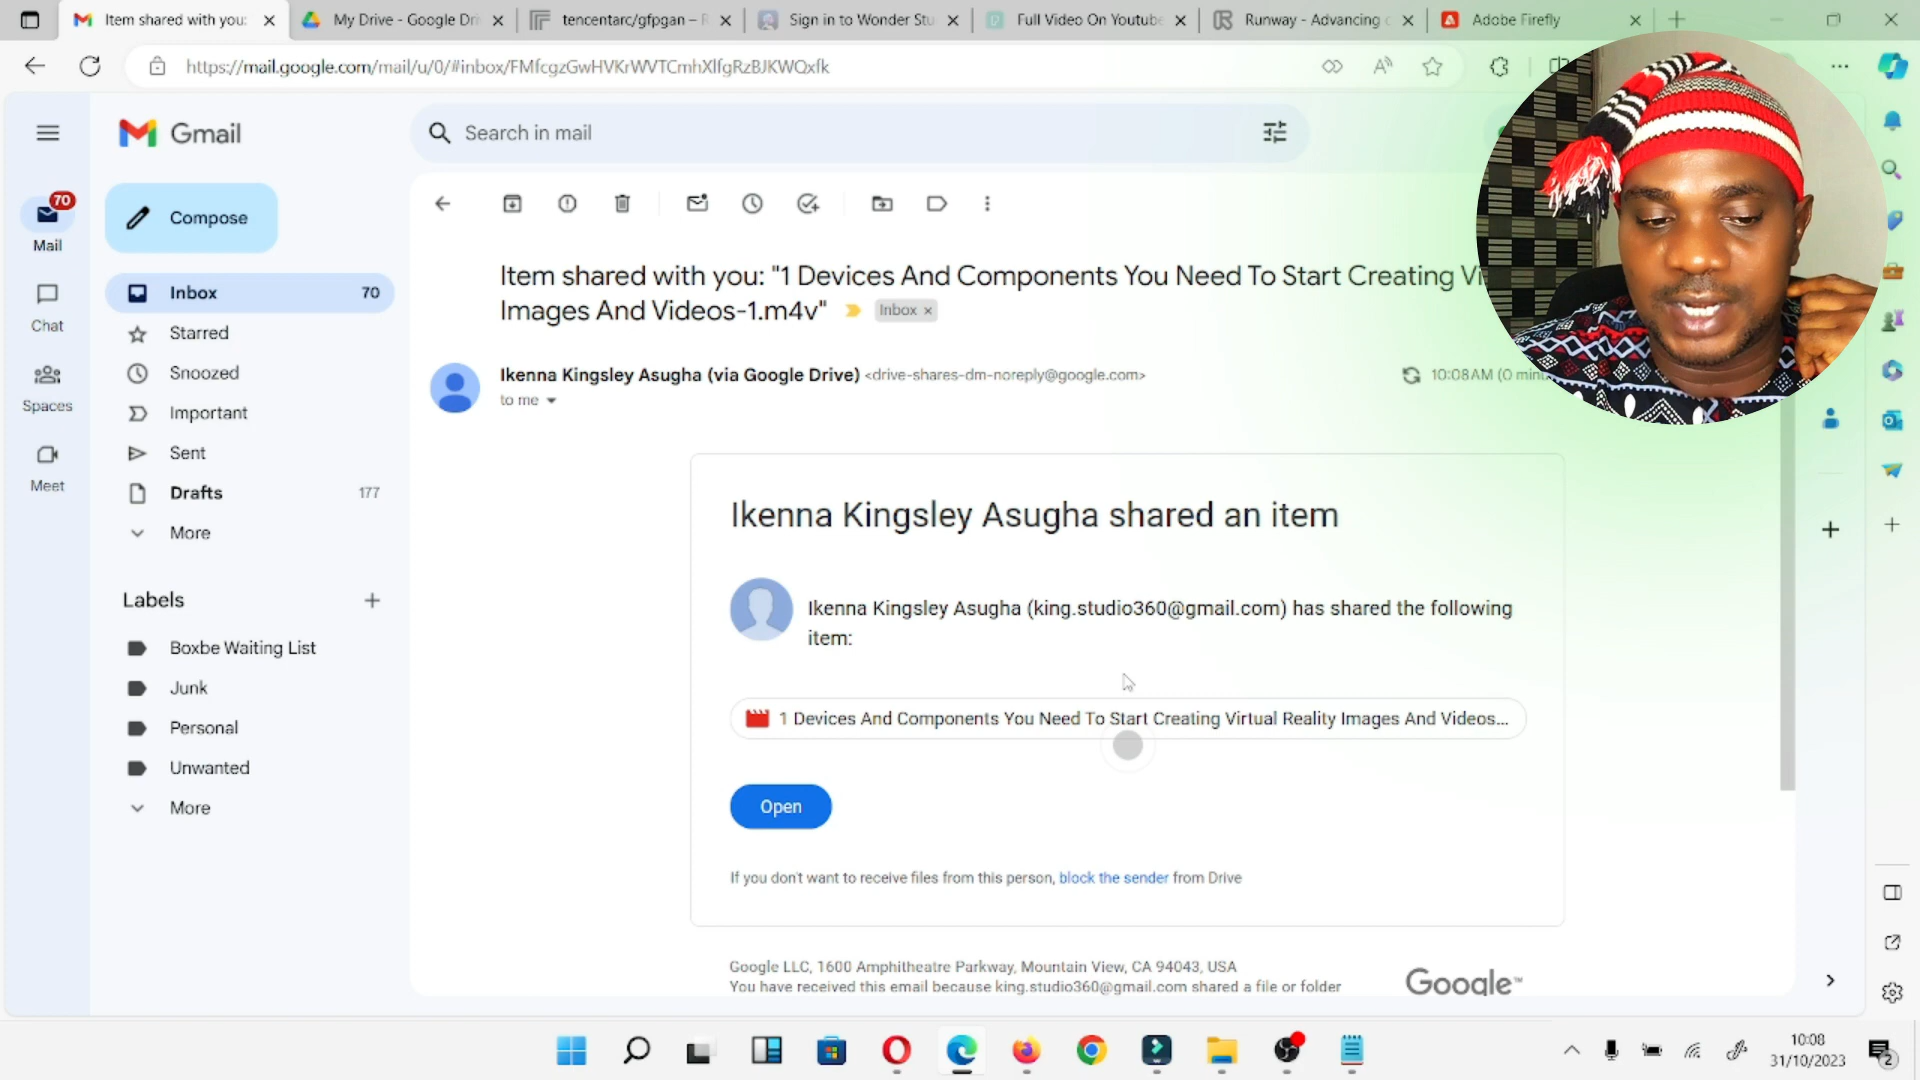 Item shared with you:
My Drive - Google Dri
tencentarc/gfpgan – R
Sign in to Wonder Stu
Full Video On Youtube
Runway - Advancing
Adobe Firefly
https://mail.google.com/mail/u/0/#inbox/FMfcgzGwHVKrWVTCmhXlfgRzBJKWQxfk
Gmail
Search in mail
70
Mail
Compose
Inbox 70
Chat
Starred
Snoozed
Spaces
Important
Sent
Meet
Drafts 177
More
Labels
Boxbe Waiting List
Junk
Personal
Unwanted
More
Item shared with you: "1 Devices And Components You Need To Start Creating Vi
Images And Videos-1.m4v" Inbox ×
Ikenna Kingsley Asugha (via Google Drive) <drive-shares-dm-noreply@google.com>
10:08 AM (0 min
to me
Ikenna Kingsley Asugha shared an item
Ikenna Kingsley Asugha (king.studio360@gmail.com) has shared the following
item:
1 Devices And Components You Need To Start Creating Virtual Reality Images And Videos...
Open
If you don't want to receive files from this person, block the sender from Drive
Google LLC, 1600 Amphitheatre Parkway, Mountain View, CA 94043, USA
You have received this email because king.studio360@gmail.com shared a file or folder
Google™
10:08
31/10/2023
2